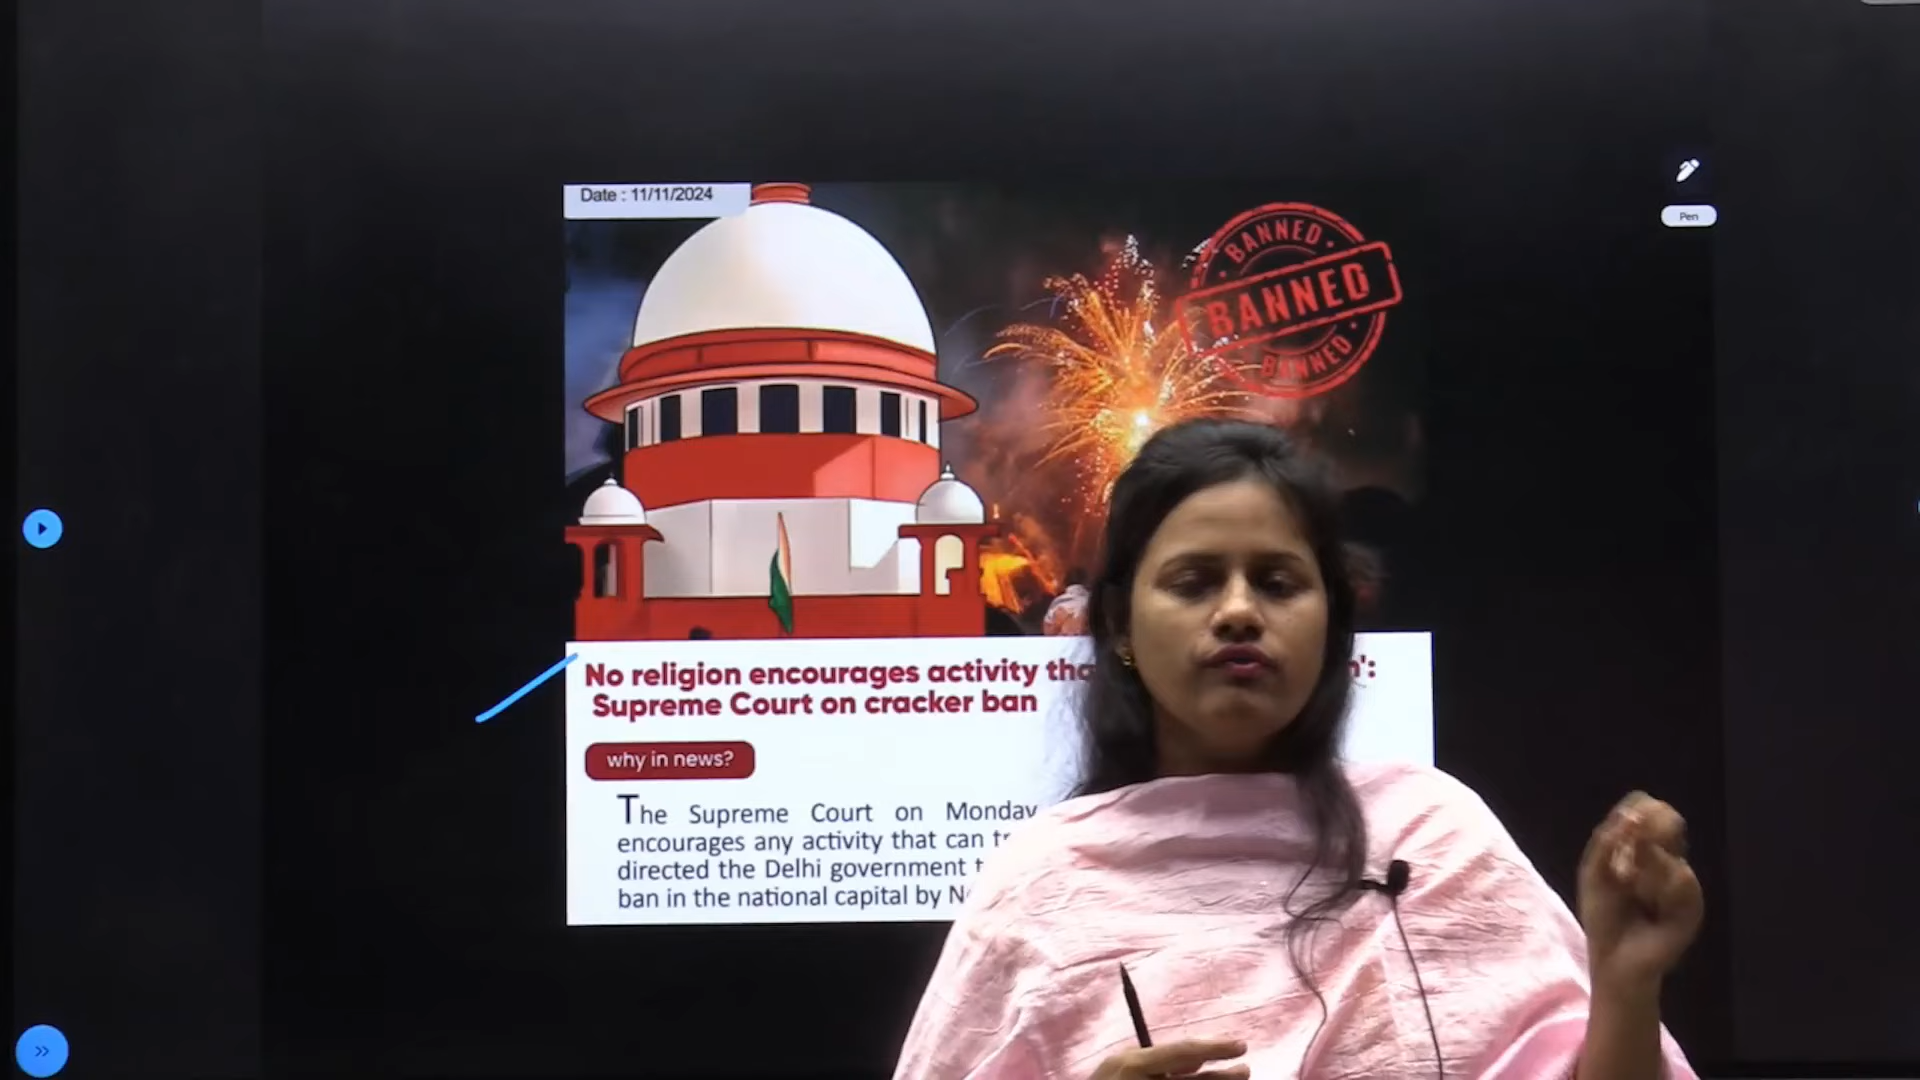 Date : 11/11/2024
BANNED
BANNED
BANNED
Pen
No religion encourages activity
Supreme Court on cracker ban
why in news?
The Supreme Court on Monday
encourages any activity that can
directed the Delhi government
ban in the national capital by